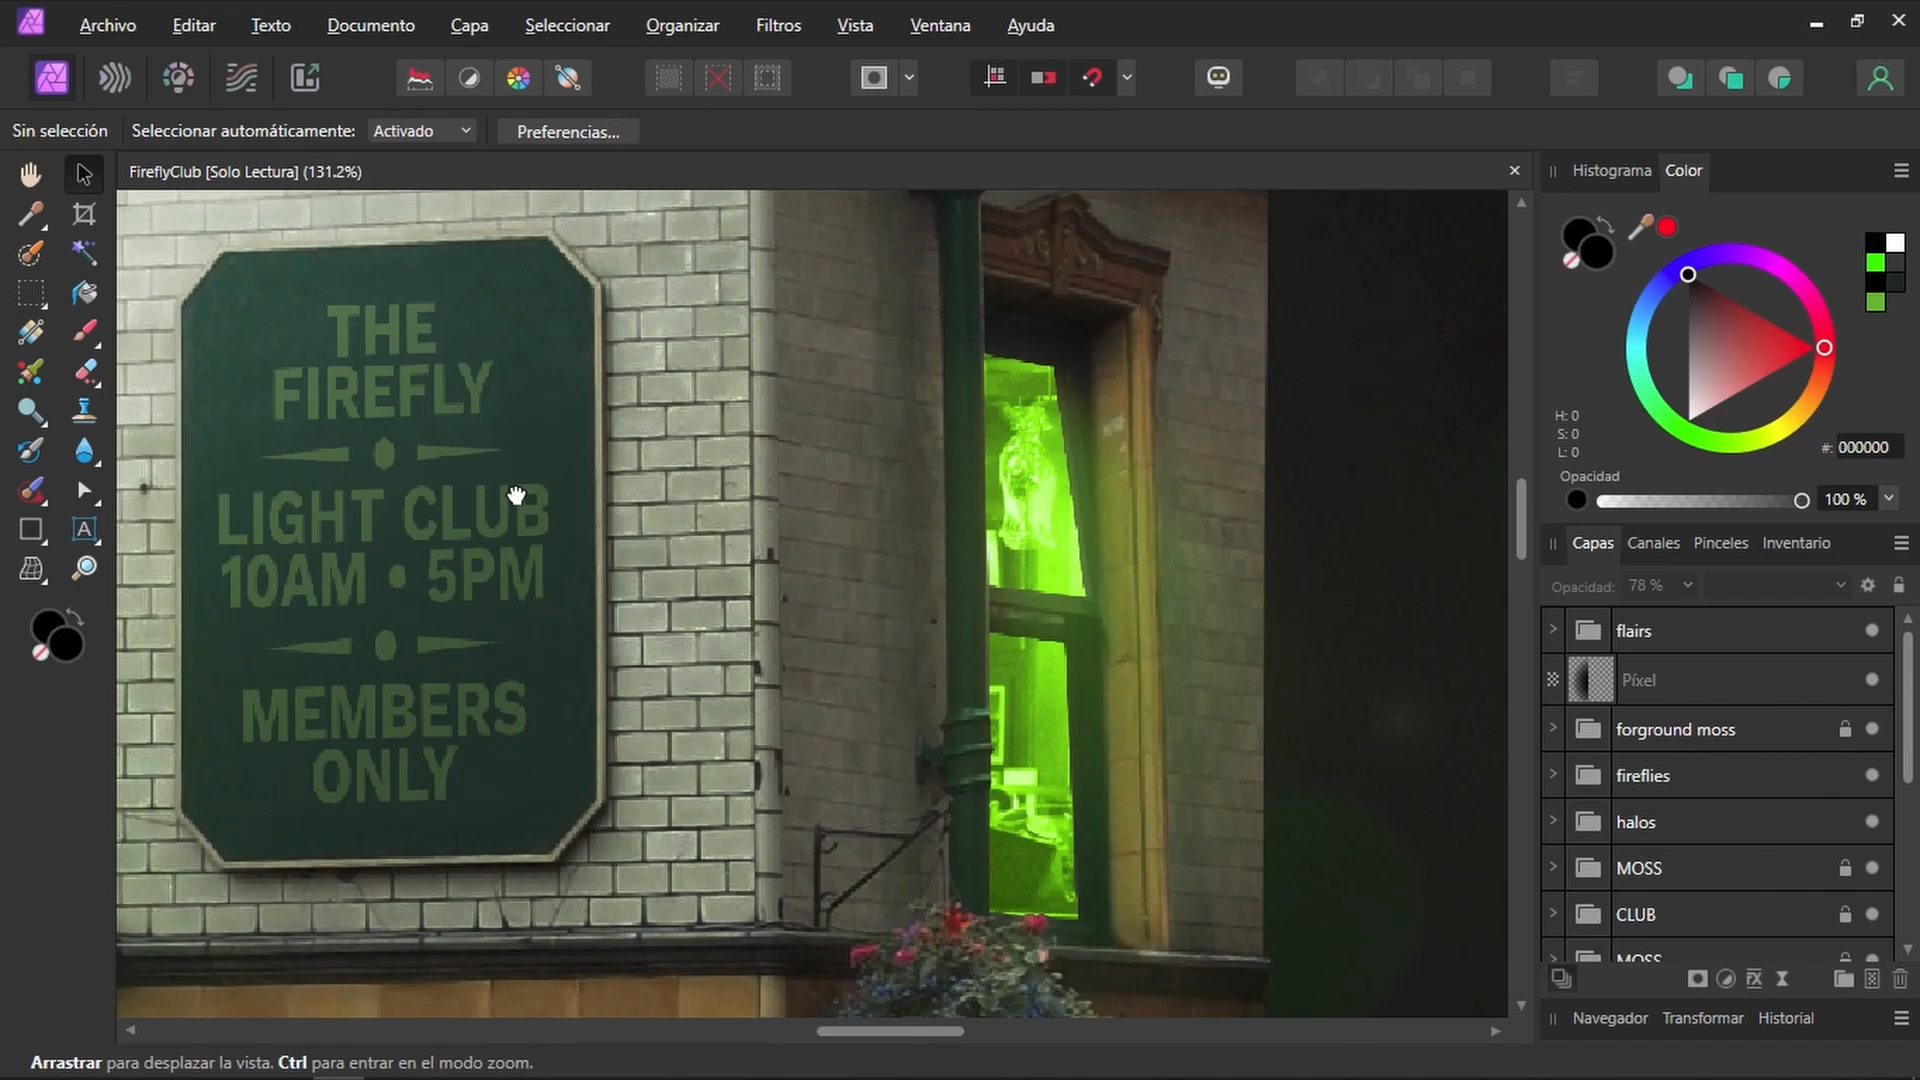 Archivo Editar Texto Documento Capa Seleccionar Organizar Filtros Vista Ventana Ayuda
Sin selección Seleccionar automáticamente: Activado Preferencias...
FireflyClub [Solo Lectura] (131.2%)
THE
FIREFLY
LIGHT CLUB
10AM • 5PM
MEMBERS
ONLY
Histograma Color
H: 0
S: 0
L: 0
#: 000000
Opacidad
100 %
Capas Canales Pinceles Inventario
Opacidad: 78 %
flairs
Píxel
forground moss
fireflies
halos
MOSS
CLUB
MOSS
Navegador Transformar Historial
Arrastrar para desplazar la vista. Ctrl para entrar en el modo zoom.